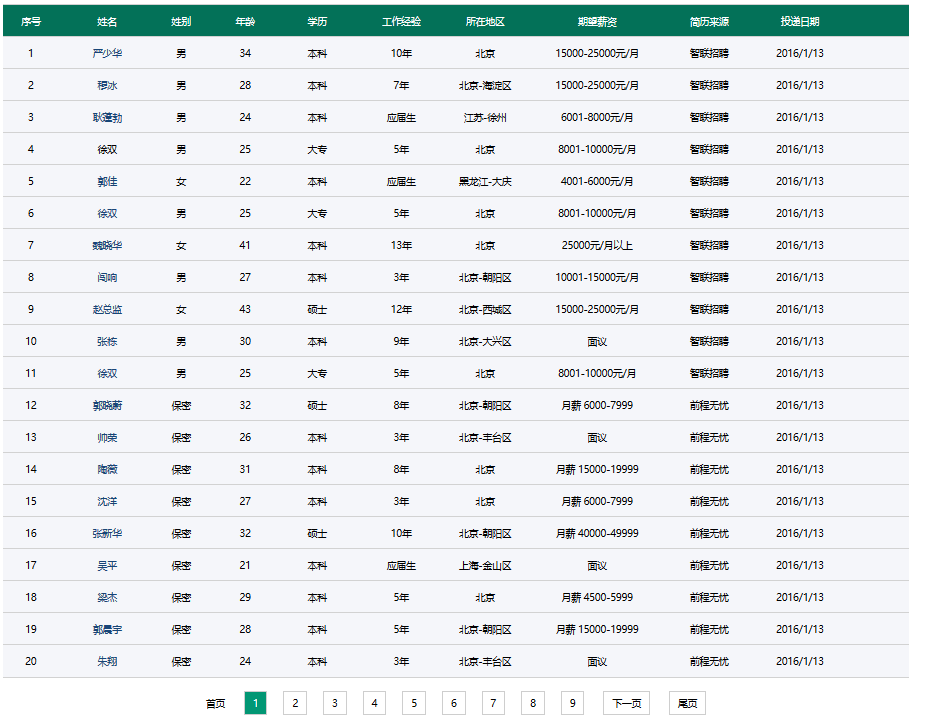 序号 姓名 性别 年龄 学历 工作经验 所在地区 期望薪资 简历来源 投递日期
1 严少华 男 34 本科 10年 北京 15000-25000元/月 智联招聘 2016/1/13
2 穆冰 男 28 本科 7年 北京-海淀区 15000-25000元/月 智联招聘 2016/1/13
3 耿蓬勃 男 24 本科 应届生 江苏-徐州 6001-8000元/月 智联招聘 2016/1/13
4 徐双 男 25 大专 5年 北京 8001-10000元/月 智联招聘 2016/1/13
5 郭佳 女 22 本科 应届生 黑龙江-大庆 4001-6000元/月 智联招聘 2016/1/13
6 徐双 男 25 大专 5年 北京 8001-10000元/月 智联招聘 2016/1/13
7 魏晓华 女 41 本科 13年 北京 25000元/月以上 智联招聘 2016/1/13
8 闯响 男 27 本科 3年 北京-朝阳区 10001-15000元/月 智联招聘 2016/1/13
9 赵总监 女 43 硕士 12年 北京-西城区 15000-25000元/月 智联招聘 2016/1/13
10 张栋 男 30 本科 9年 北京-大兴区 面议 智联招聘 2016/1/13
11 徐双 男 25 大专 5年 北京 8001-10000元/月 智联招聘 2016/1/13
12 郭晓蔚 保密 32 硕士 8年 北京-朝阳区 月薪 6000-7999 前程无忧 2016/1/13
13 帅荣 保密 26 本科 3年 北京-丰台区 面议 前程无忧 2016/1/13
14 陶薇 保密 31 本科 8年 北京 月薪 15000-19999 前程无忧 2016/1/13
15 沈洋 保密 27 本科 3年 北京 月薪 6000-7999 前程无忧 2016/1/13
16 张新华 保密 32 硕士 10年 北京-朝阳区 月薪 40000-49999 前程无忧 2016/1/13
17 吴平 保密 21 本科 应届生 上海-金山区 面议 前程无忧 2016/1/13
18 梁杰 保密 29 本科 5年 北京 月薪 4500-5999 前程无忧 2016/1/13
19 郭晨宇 保密 28 本科 5年 北京-朝阳区 月薪 15000-19999 前程无忧 2016/1/13
20 朱翔 保密 24 本科 3年 北京-丰台区 面议 前程无忧 2016/1/13
首页 1 2 3 4 5 6 7 8 9 下一页 尾页